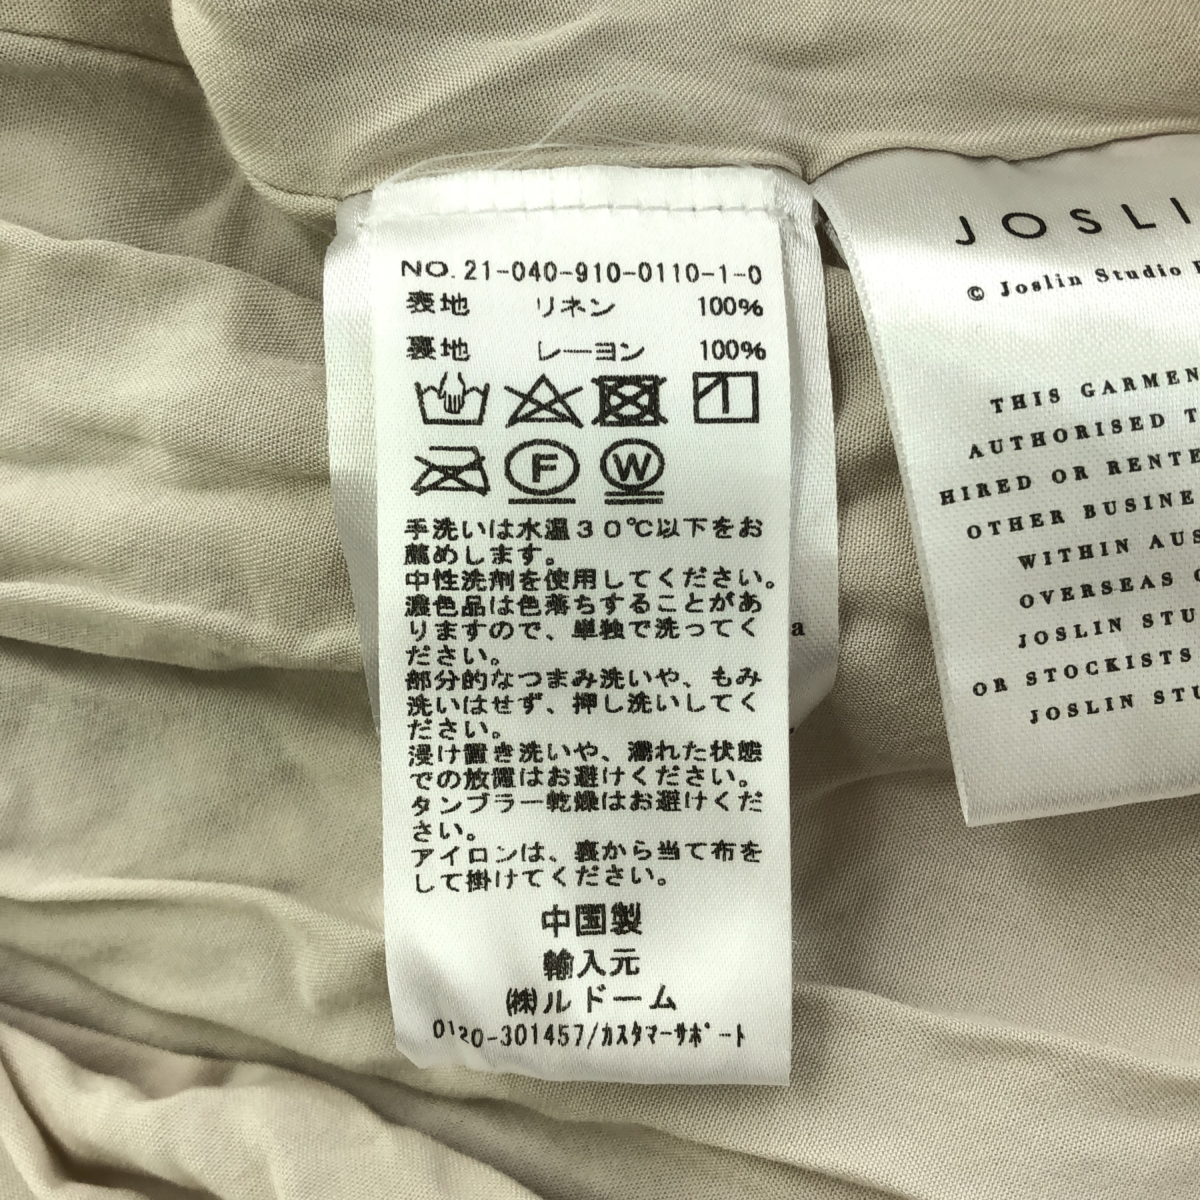 NO. 21-040-910-0110-1-0
表地 リネン 100%
裏地 レーヨン 100%
F W
手洗いは水温30℃以下をお
薦めします。
中性洗剤を使用してください。
濃色品は色落ちすることがあ
りますので、単独で洗ってく
ださい。
部分的なつまみ洗いや、もみ
洗いはせず、押し洗いしてく
ださい。
浸け置き洗いや、濡れた状態
での放置はお避けください。
タンブラー乾燥はお避けくだ
さい。
アイロンは、裏から当て布を
して掛けてください。
中国製
輸入元
㈱ルドーム
0120-301457/カスタマーサポート
a
JOSLI
© Joslin Studio
THIS GARMEN
AUTHORISED T
HIRED OR RENTE
OTHER BUSINE
WITHIN AUS
OVERSEAS
JOSLIN STU
OR STOCKISTS
JOSLIN STU